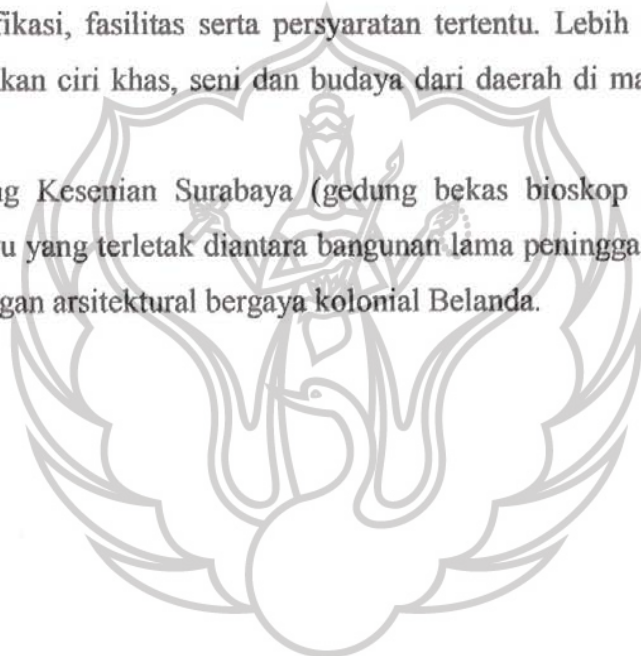 fikasi, fasilitas serta persyaratan tertentu. Lebih
kan ciri khas, seni dan budaya dari daerah di ma
g Kesenian Surabaya (gedung bekas bioskop
u yang terletak diantara bangunan lama peningga
gan arsitektural bergaya kolonial Belanda.